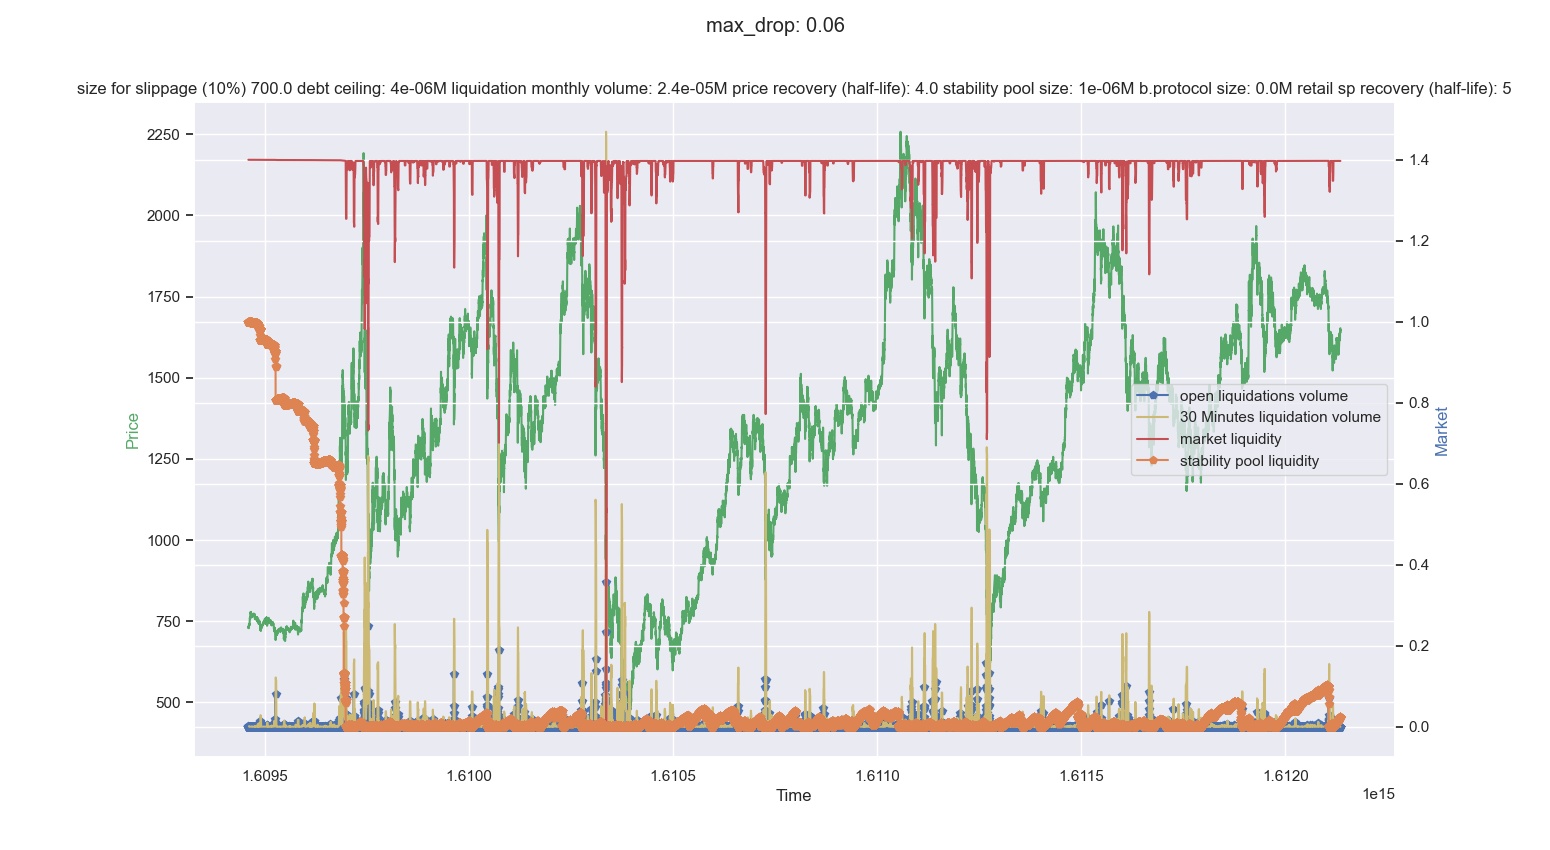 max_drop: 0.06
size for slippage (10%) 700.0 debt ceiling: 4e-06M liquidation monthly volume: 2.4e-05M price recovery (half-life): 4.0 stability pool size: 1e-06M b.protocol size: 0.0M retail sp recovery (half-life): 5
2250
2000
1750
1500
1250
1000
750
500
Price
1.4
1.2
1.0
0.8
0.6
0.4
0.2
0.0
Market
open liquidations volume
30 Minutes liquidation volume
market liquidity
stability pool liquidity
1.6095
1.6100
1.6105
1.6110
1.6115
1.6120
1e15
Time